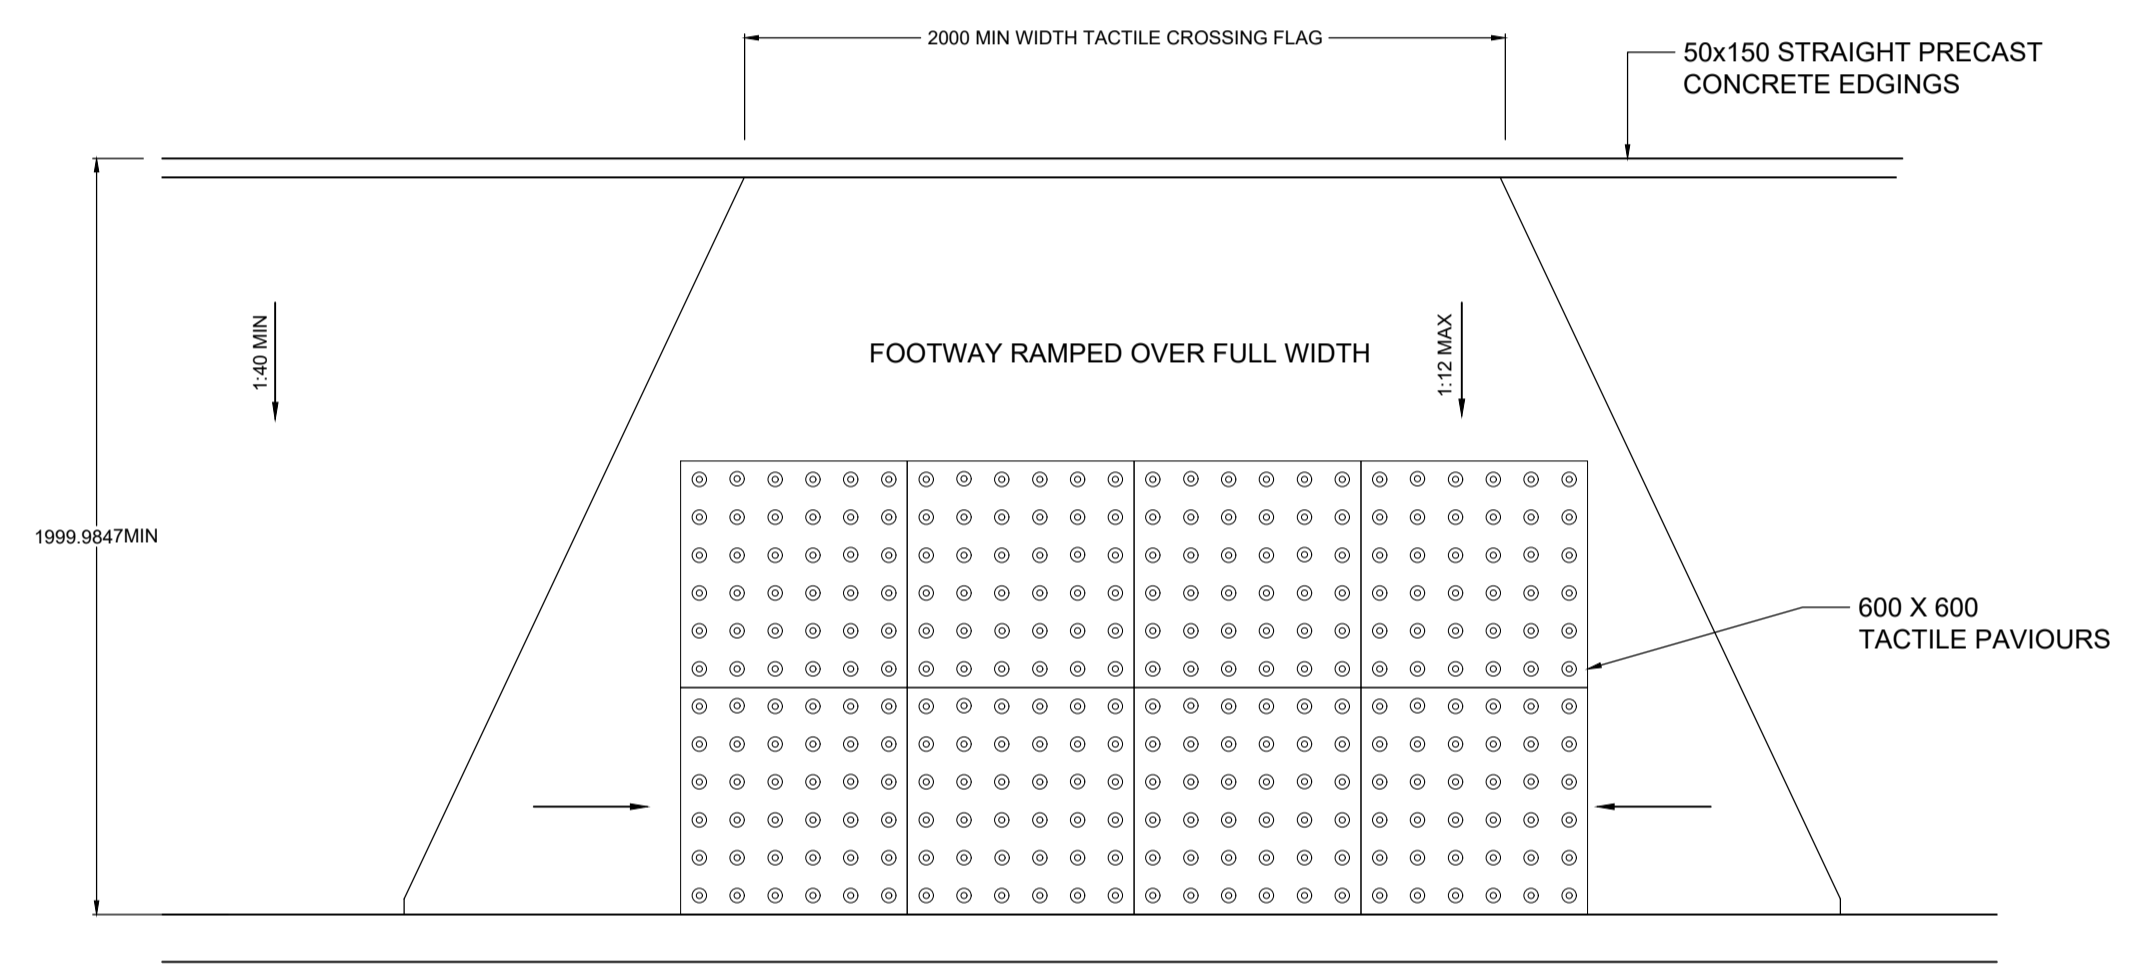 2000 MIN WIDTH TACTILE CROSSING FLAG
50x150 STRAIGHT PRECAST
CONCRETE EDGINGS
1:40 MIN
FOOTWAY RAMPED OVER FULL WIDTH
1:12 MAX
1999.9847MIN
600 X 600
TACTILE PAVIOURS